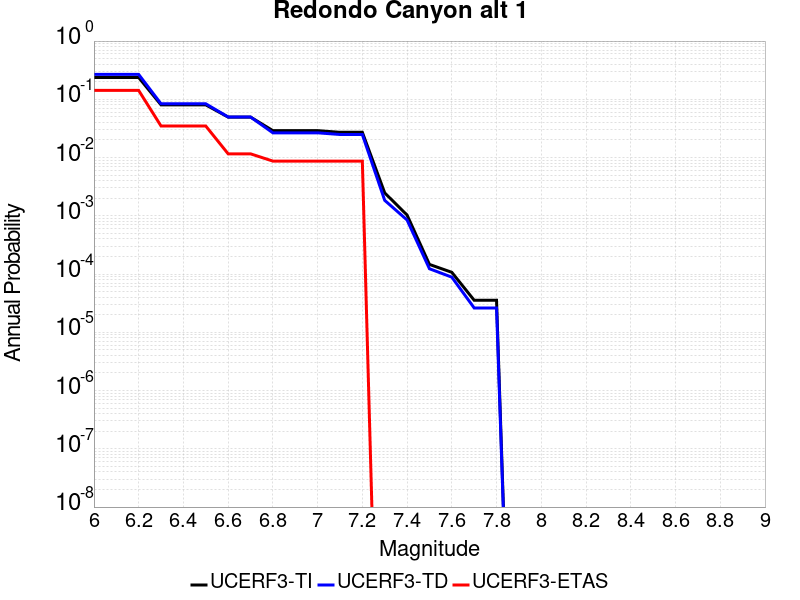 Redondo Canyon alt 1
10^0
10^-1
10^-2
10^-3
10^-4
10^-5
10^-6
10^-7
10^-8
Annual Probability
6 6.2 6.4 6.6 6.8 7 7.2 7.4 7.6 7.8 8 8.2 8.4 8.6 8.8 9
Magnitude
UCERF3-TI UCERF3-TD UCERF3-ETAS